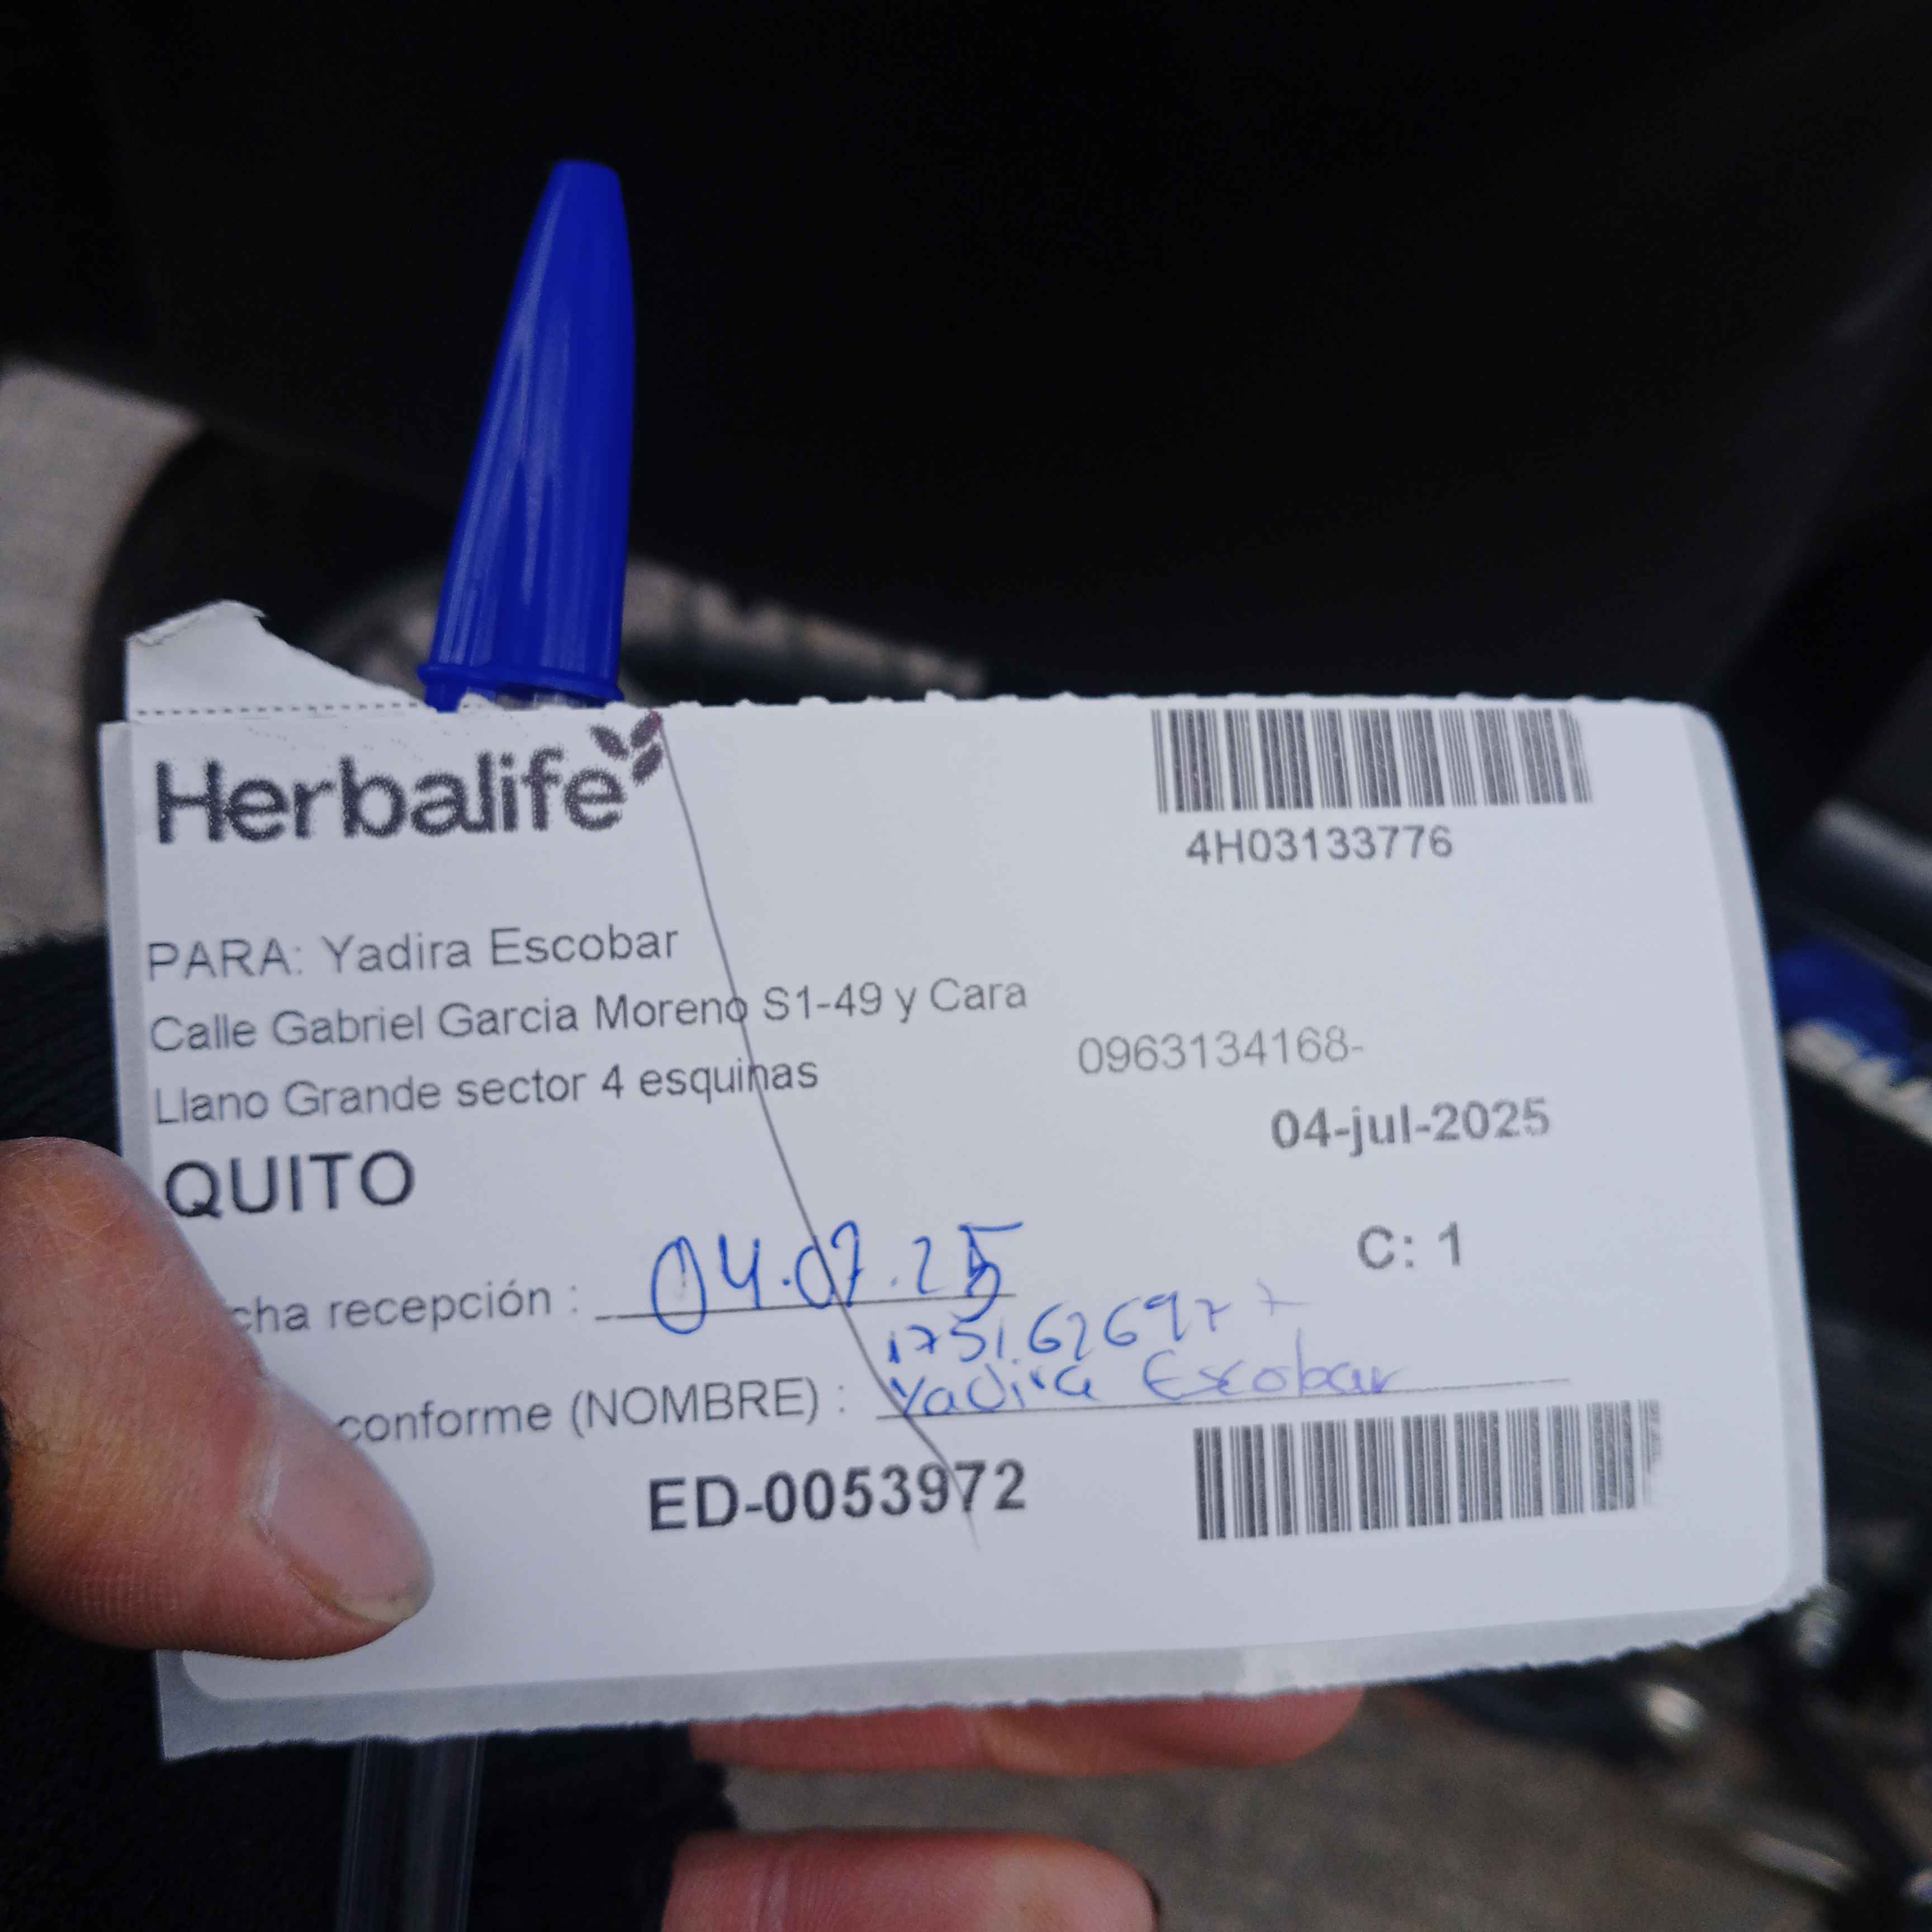 Herbalife
4H03133776
PARA: Yadira Escobar
Calle Gabriel Garcia Moreno S1-49 y Cara
0963134168-
Llano Grande sector 4 esquinas
04-jul-2025
QUITO
C: 1
cha recepción : 04.07.25
1751626977
conforme (NOMBRE) : Yadira Escobar
ED-0053972